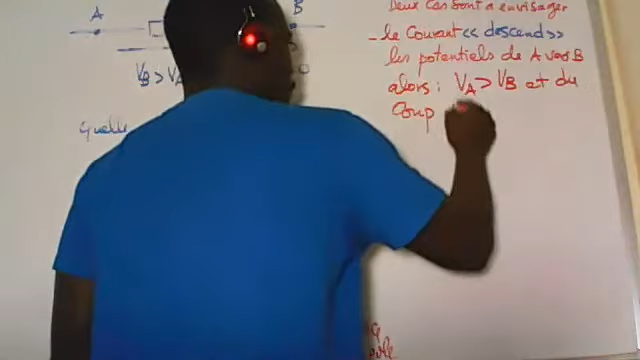 A
B
VB > VA
quelle
Deux cas sont a envisager
- le Courant << descend >>
les potentiels de A vers B
alors: VA > VB et du
Coup